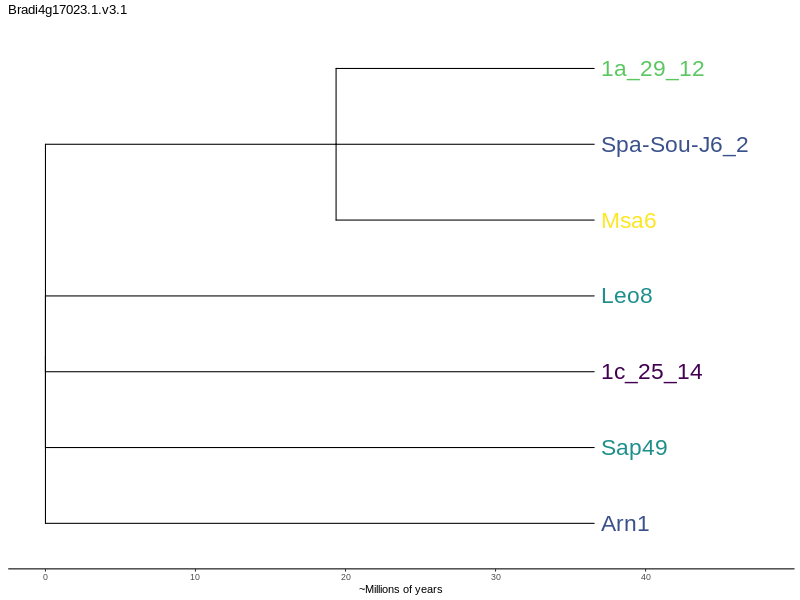 Bradi4g17023.1.v3.1
1a_29_12
Spa-Sou-J6_2
Msa6
Leo8
1c_25_14
Sap49
Arn1
0 10 20 30 40
~Millions of years